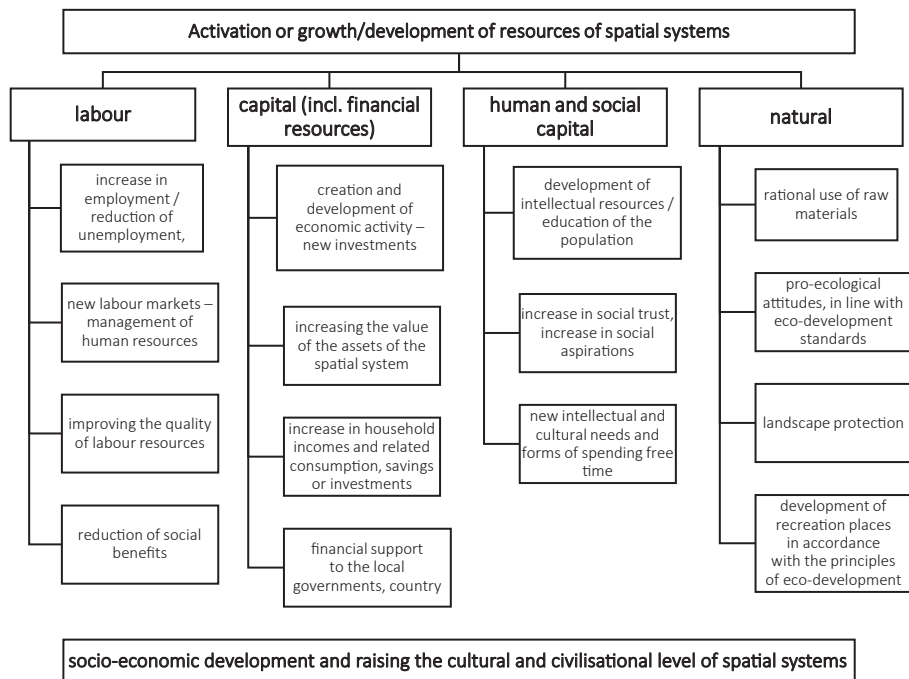 Activation or growth/development of resources of spatial systems
labour
increase in
employment /
reduction of
unemployment,
new labour markets –
management of
human resources
improving the quality
of labour resources
reduction of social
benefits
capital (incl. financial
resources)
creation and
development of
economic activity –
new investments
increasing the value
of the assets of the
spatial system
increase in household
incomes and related
consumption, savings
or investments
financial support
to the local
governments, country
human and social
capital
development of
intellectual resources /
education of the
population
increase in social trust,
increase in social
aspirations
new intellectual and
cultural needs and
forms of spending free
time
natural
rational use of raw
materials
pro-ecological
attitudes, in line with
eco-development
standards
landscape protection
development of
recreation places
in accordance
with the principles
of eco-development
socio-economic development and raising the cultural and civilisational level of spatial systems